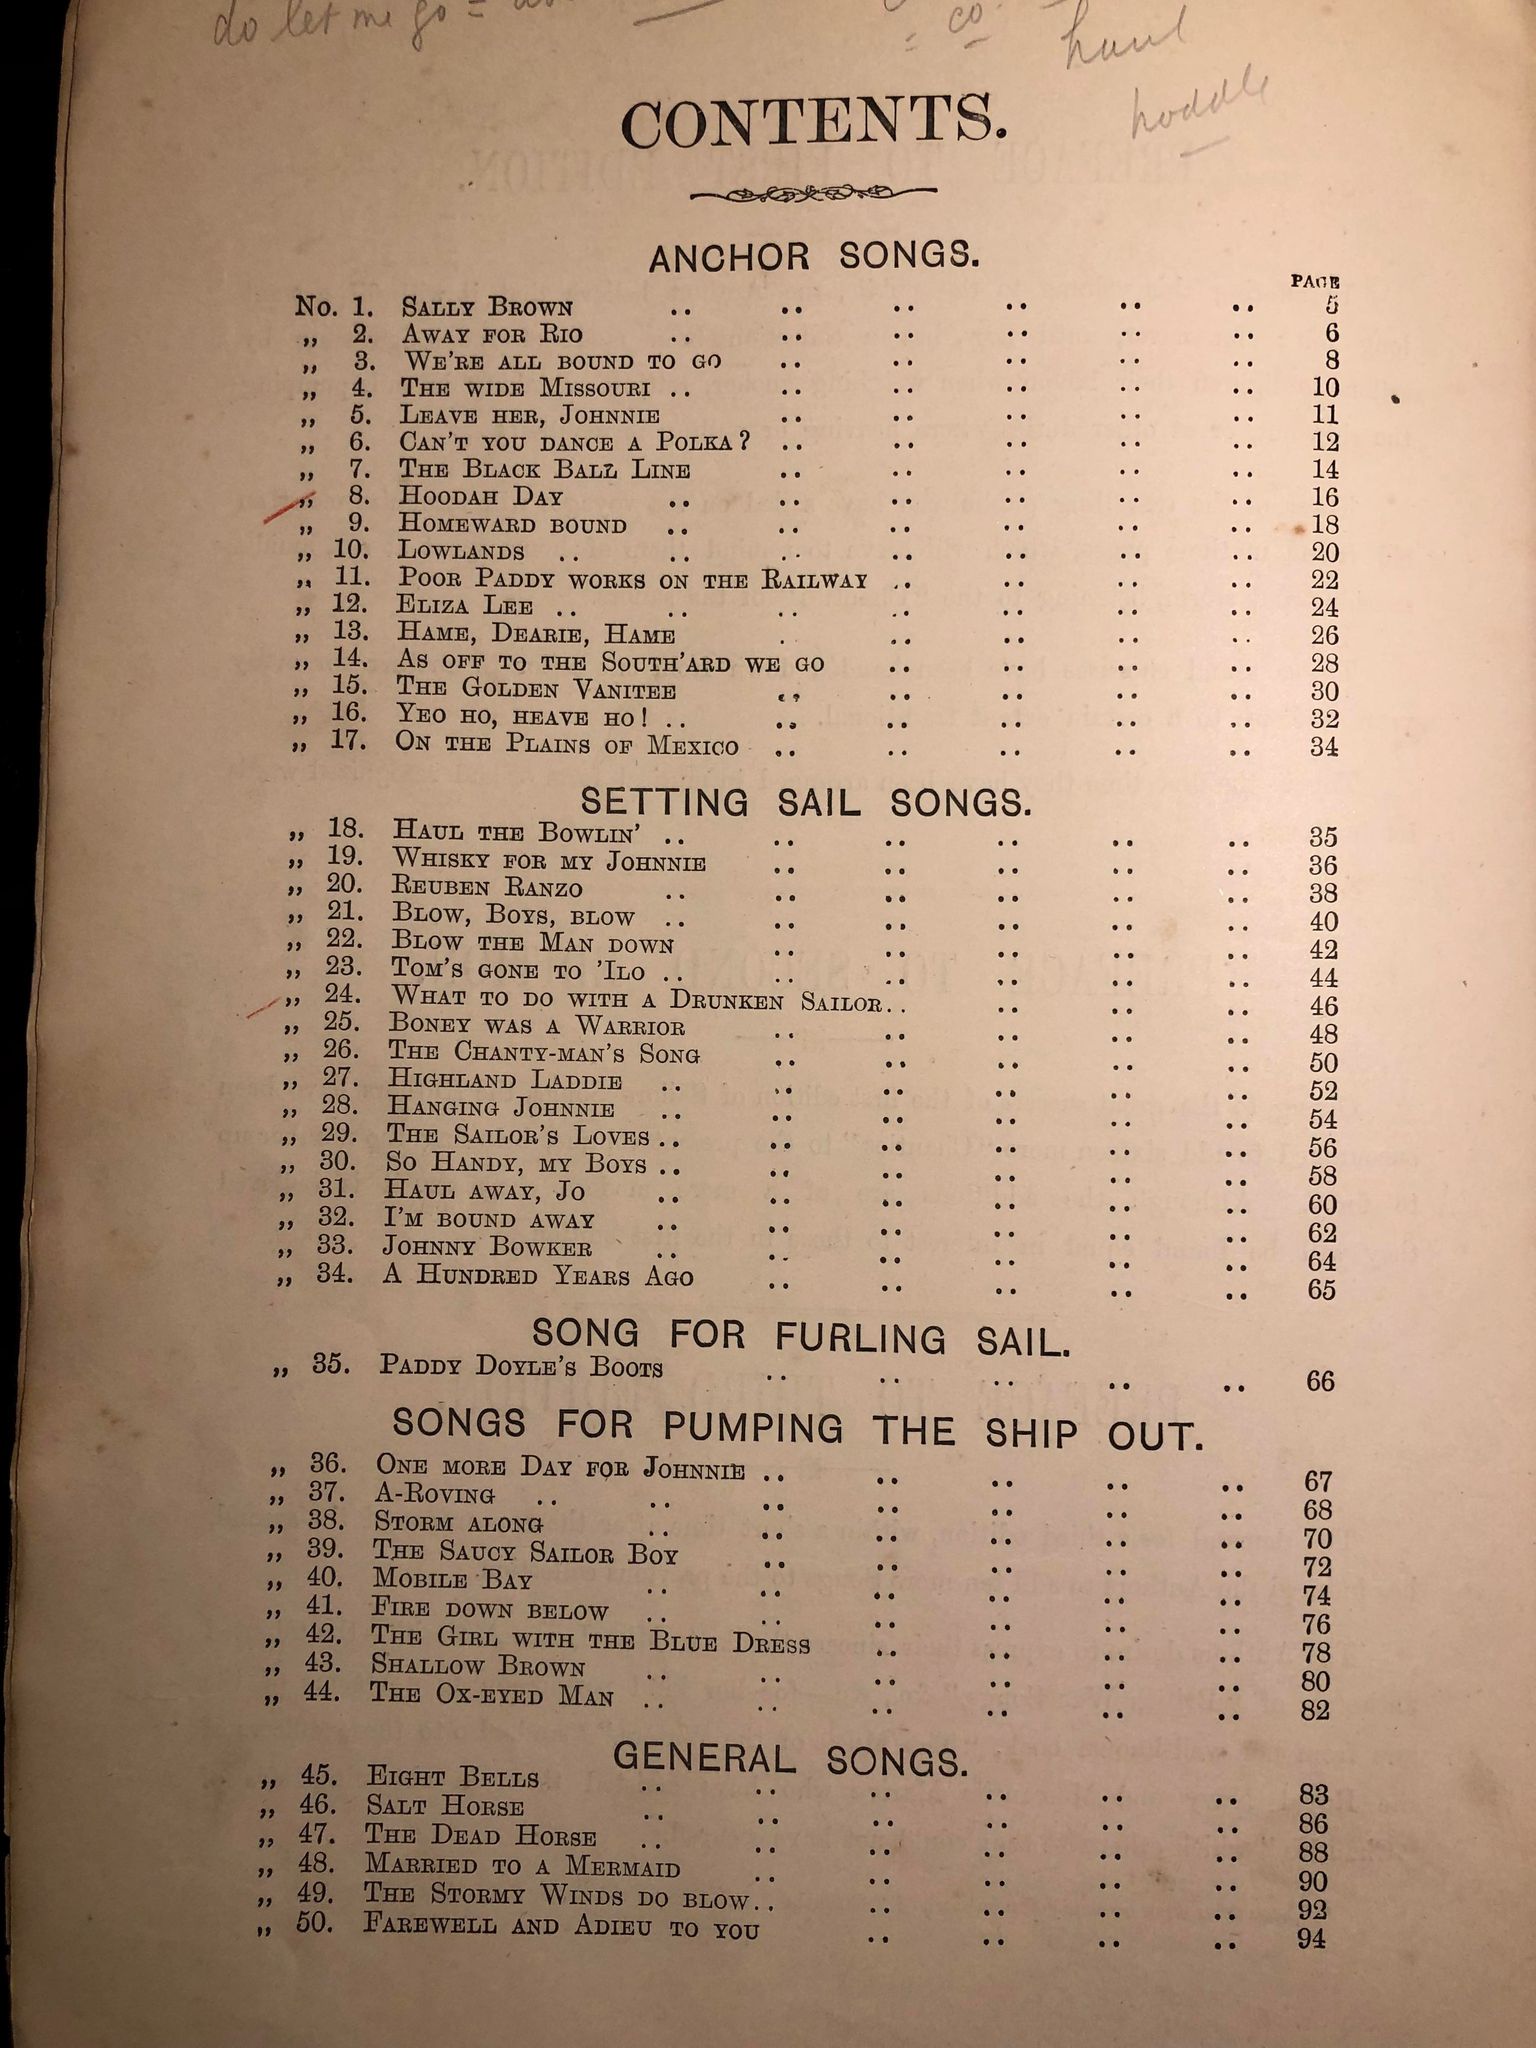 do let me go =
= co.
haul
hoddle
CONTENTS.
ANCHOR SONGS.
PAGE
No. 1. SALLY BROWN .. .. .. .. .. .. 5
„ 2. AWAY FOR RIO .. .. .. .. .. .. 6
„ 3. WE'RE ALL BOUND TO GO .. .. .. .. .. 8
„ 4. THE WIDE MISSOURI .. .. .. .. .. .. 10
„ 5. LEAVE HER, JOHNNIE .. .. .. .. .. 11
„ 6. CAN'T YOU DANCE A POLKA? .. .. .. .. .. 12
„ 7. THE BLACK BALL LINE .. .. .. .. .. 14
„ 8. HOODAH DAY .. .. .. .. .. .. 16
„ 9. HOMEWARD BOUND .. .. .. .. .. .. 18
„ 10. LOWLANDS .. .. .. .. .. .. .. 20
„ 11. POOR PADDY WORKS ON THE RAILWAY .. .. .. .. 22
„ 12. ELIZA LEE .. .. .. .. .. .. .. 24
„ 13. HAME, DEARIE, HAME . .. .. .. .. 26
„ 14. AS OFF TO THE SOUTH'ARD WE GO .. .. .. .. 28
„ 15. THE GOLDEN VANITEE .. .. .. .. .. 30
„ 16. YEO HO, HEAVE HO! .. .. .. .. .. .. 32
„ 17. ON THE PLAINS OF MEXICO .. .. .. .. .. 34
SETTING SAIL SONGS.
„ 18. HAUL THE BOWLIN' .. .. .. .. .. .. 35
„ 19. WHISKY FOR MY JOHNNIE .. .. .. .. .. 36
„ 20. REUBEN RANZO .. .. .. .. .. .. 38
„ 21. BLOW, BOYS, BLOW .. .. .. .. .. .. 40
„ 22. BLOW THE MAN DOWN .. .. .. .. .. 42
„ 23. TOM'S GONE TO 'ILO .. .. .. .. .. .. 44
„ 24. WHAT TO DO WITH A DRUNKEN SAILOR .. .. .. .. 46
„ 25. BONEY WAS A WARRIOR .. .. .. .. .. 48
„ 26. THE CHANTY-MAN'S SONG .. .. .. .. .. 50
„ 27. HIGHLAND LADDIE .. .. .. .. .. .. 52
„ 28. HANGING JOHNNIE .. .. .. .. .. .. 54
„ 29. THE SAILOR'S LOVES .. .. .. .. .. .. 56
„ 30. SO HANDY, MY BOYS .. .. .. .. .. .. 58
„ 31. HAUL AWAY, JO .. .. .. .. .. .. 60
„ 32. I'M BOUND AWAY .. .. .. .. .. .. 62
„ 33. JOHNNY BOWKER .. .. .. .. .. .. 64
„ 34. A HUNDRED YEARS AGO .. .. .. .. .. 65
SONG FOR FURLING SAIL.
„ 35. PADDY DOYLE'S BOOTS .. .. .. .. .. 66
SONGS FOR PUMPING THE SHIP OUT.
„ 36. ONE MORE DAY FOR JOHNNIE .. .. .. .. .. 67
„ 37. A-ROVING .. .. .. .. .. .. .. 68
„ 38. STORM ALONG .. .. .. .. .. .. 70
„ 39. THE SAUCY SAILOR BOY .. .. .. .. .. 72
„ 40. MOBILE BAY .. .. .. .. .. .. 74
„ 41. FIRE DOWN BELOW .. .. .. .. .. .. 76
„ 42. THE GIRL WITH THE BLUE DRESS .. .. .. .. 78
„ 43. SHALLOW BROWN .. .. .. .. .. .. 80
„ 44. THE OX-EYED MAN .. .. .. .. .. .. 82
GENERAL SONGS.
„ 45. EIGHT BELLS .. .. .. .. .. .. 83
„ 46. SALT HORSE .. .. .. .. .. .. 86
„ 47. THE DEAD HORSE .. .. .. .. .. .. 88
„ 48. MARRIED TO A MERMAID .. .. .. .. .. 90
„ 49. THE STORMY WINDS DO BLOW .. .. .. .. .. 92
„ 50. FAREWELL AND ADIEU TO YOU .. .. .. .. 94